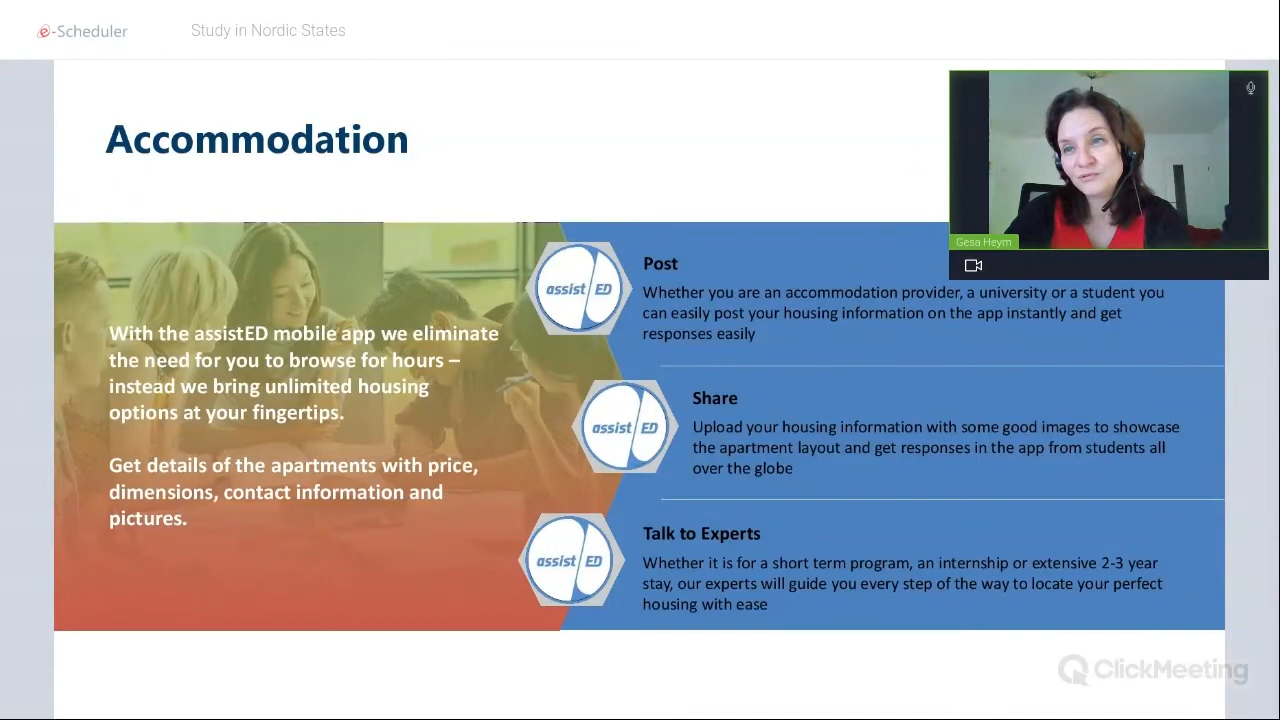 e-Scheduler
Study in Nordic States
Accommodation
Gesa Heym
With the assistED mobile app we eliminate
the need for you to browse for hours –
instead we bring unlimited housing
options at your fingertips.
Get details of the apartments with price,
dimensions, contact information and
pictures.
assist ED
Post
Whether you are an accommodation provider, a university or a student you
can easily post your housing information on the app instantly and get
responses easily
assist ED
Share
Upload your housing information with some good images to showcase
the apartment layout and get responses in the app from students all
over the globe
assist ED
Talk to Experts
Whether it is for a short term program, an internship or extensive 2-3 year
stay, our experts will guide you every step of the way to locate your perfect
housing with ease
ClickMeeting